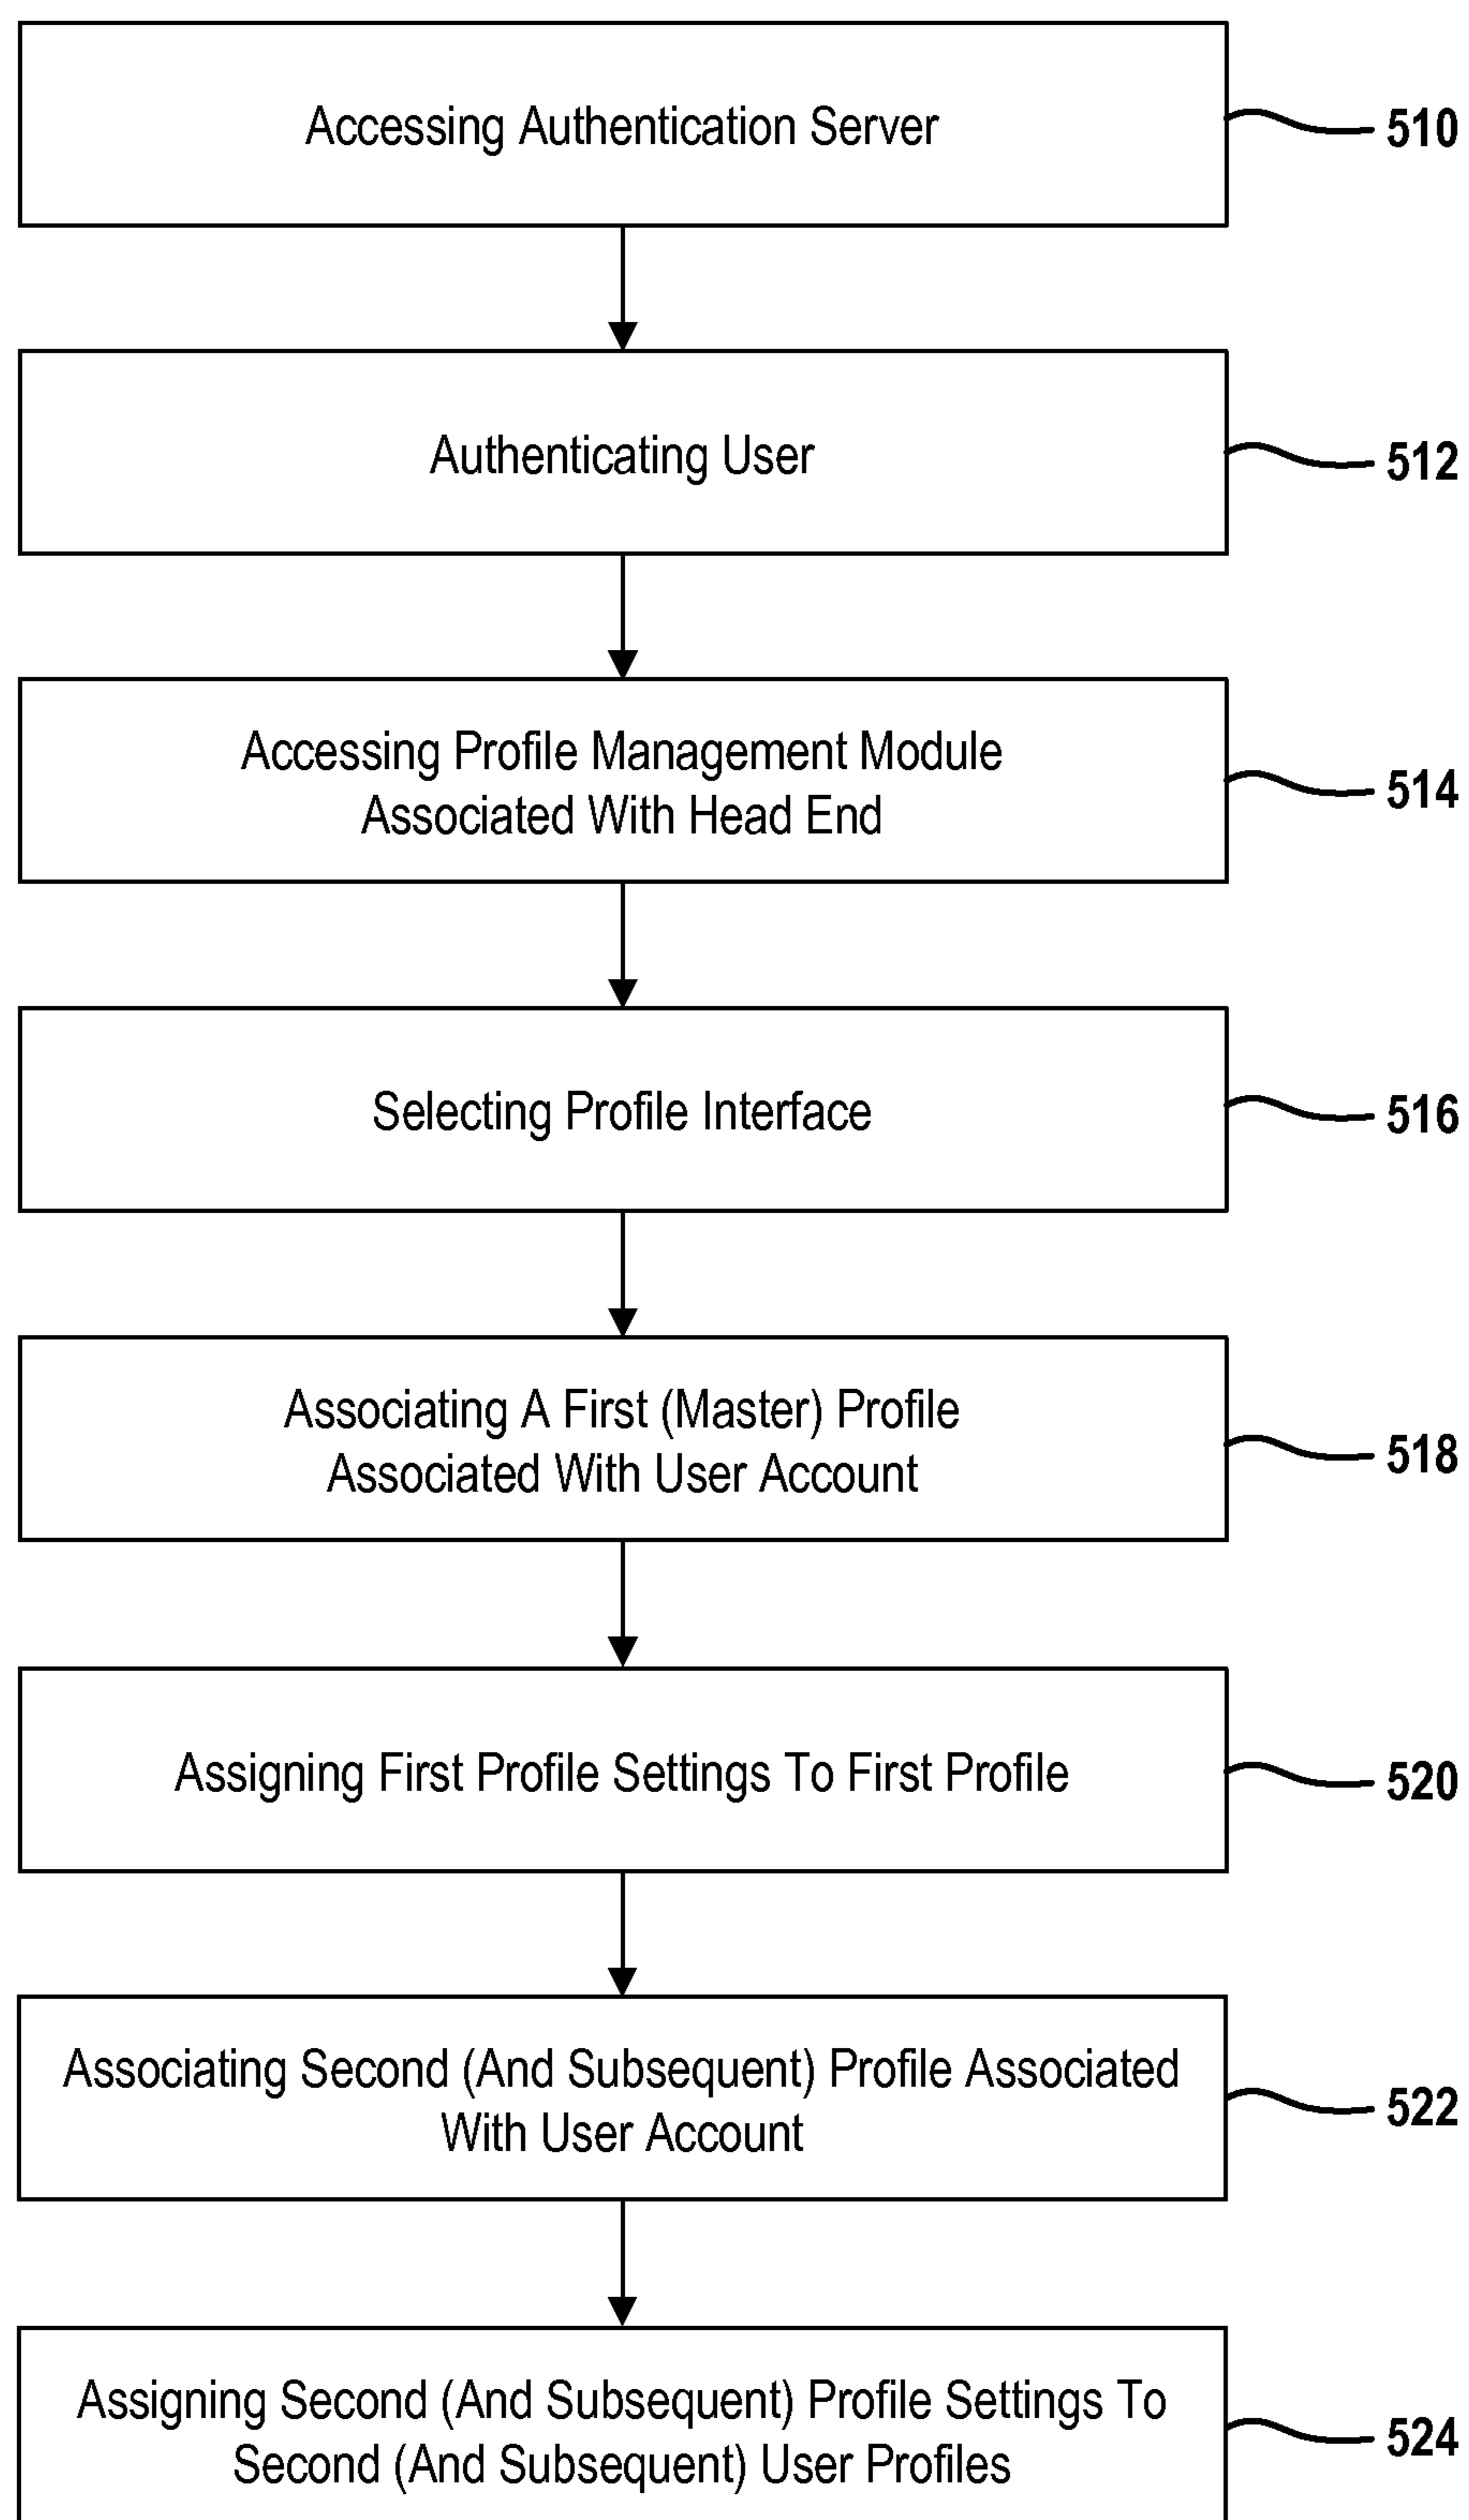 Accessing Authentication Server
510
Authenticating User
512
Accessing Profile Management Module
Associated With Head End
514
Selecting Profile Interface
516
Associating A First (Master) Profile
Associated With User Account
518
Assigning First Profile Settings To First Profile
520
Associating Second (And Subsequent) Profile Associated
With User Account
522
Assigning Second (And Subsequent) Profile Settings To
Second (And Subsequent) User Profiles
524